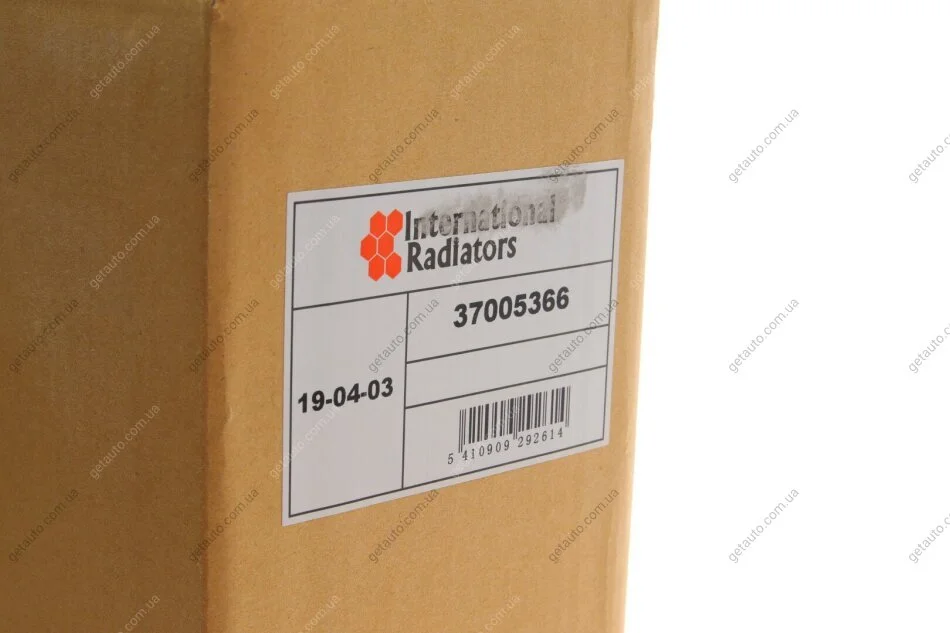 International
Radiators
37005366
19-04-03
5 410909 292614
getauto.com.ua